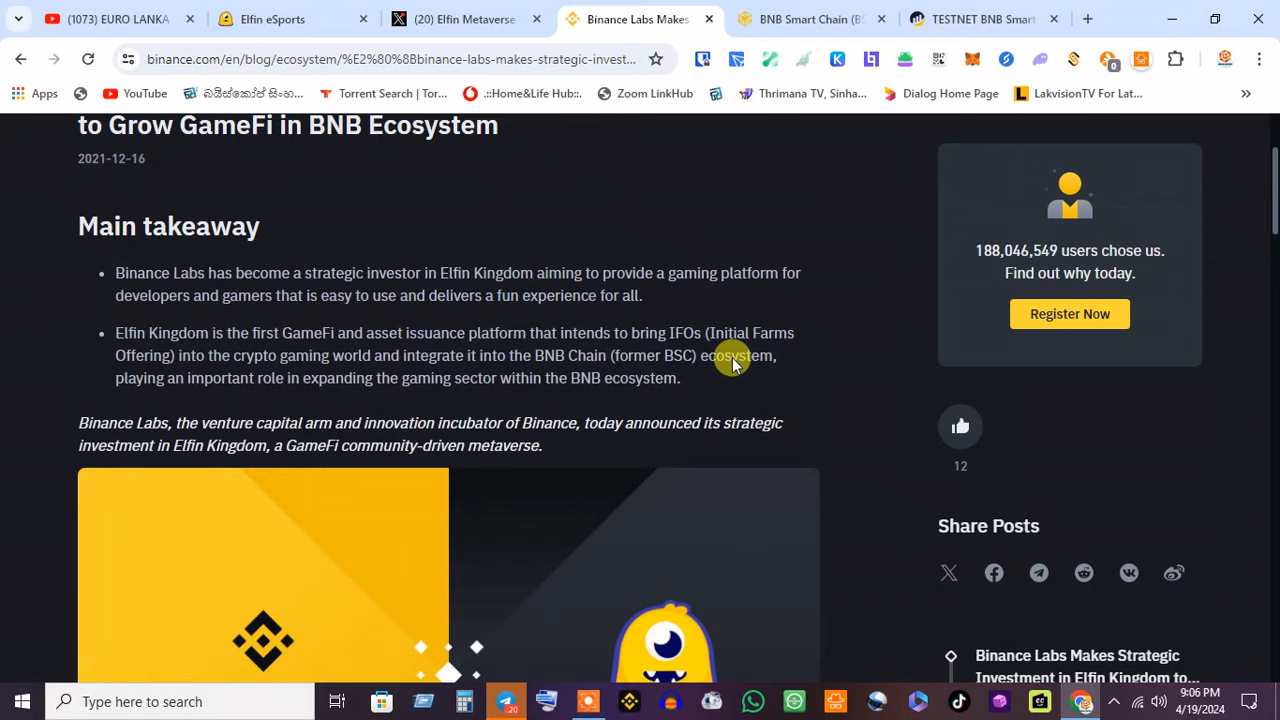 (1073) EURO LANKA
Elfin eSports
(20) Elfin Metaverse
Binance Labs Makes
BNB Smart Chain (BS
TESTNET BNB Smart
binance.com/en/blog/ecosystem/%E2%80%8Bbinance-labs-makes-strategic-invest...
0
Apps
YouTube
බයිස්කෝප් සිංහ...
Torrent Search | Tor...
.::Home&Life Hub::.
Zoom LinkHub
Thrimana TV, Sinha...
Dialog Home Page
LakvisionTV For Lat...
to Grow GameFi in BNB Ecosystem
2021-12-16
Main takeaway
Binance Labs has become a strategic investor in Elfin Kingdom aiming to provide a gaming platform for
developers and gamers that is easy to use and delivers a fun experience for all.
Elfin Kingdom is the first GameFi and asset issuance platform that intends to bring IFOs (Initial Farms
Offering) into the crypto gaming world and integrate it into the BNB Chain (former BSC) ecosystem,
playing an important role in expanding the gaming sector within the BNB ecosystem.
Binance Labs, the venture capital arm and innovation incubator of Binance, today announced its strategic
investment in Elfin Kingdom, a GameFi community-driven metaverse.
188,046,549 users chose us.
Find out why today.
Register Now
12
Share Posts
Binance Labs Makes Strategic
Investment in Elfin Kingdom to...
Type here to search
20
9:06 PM
4/19/2024